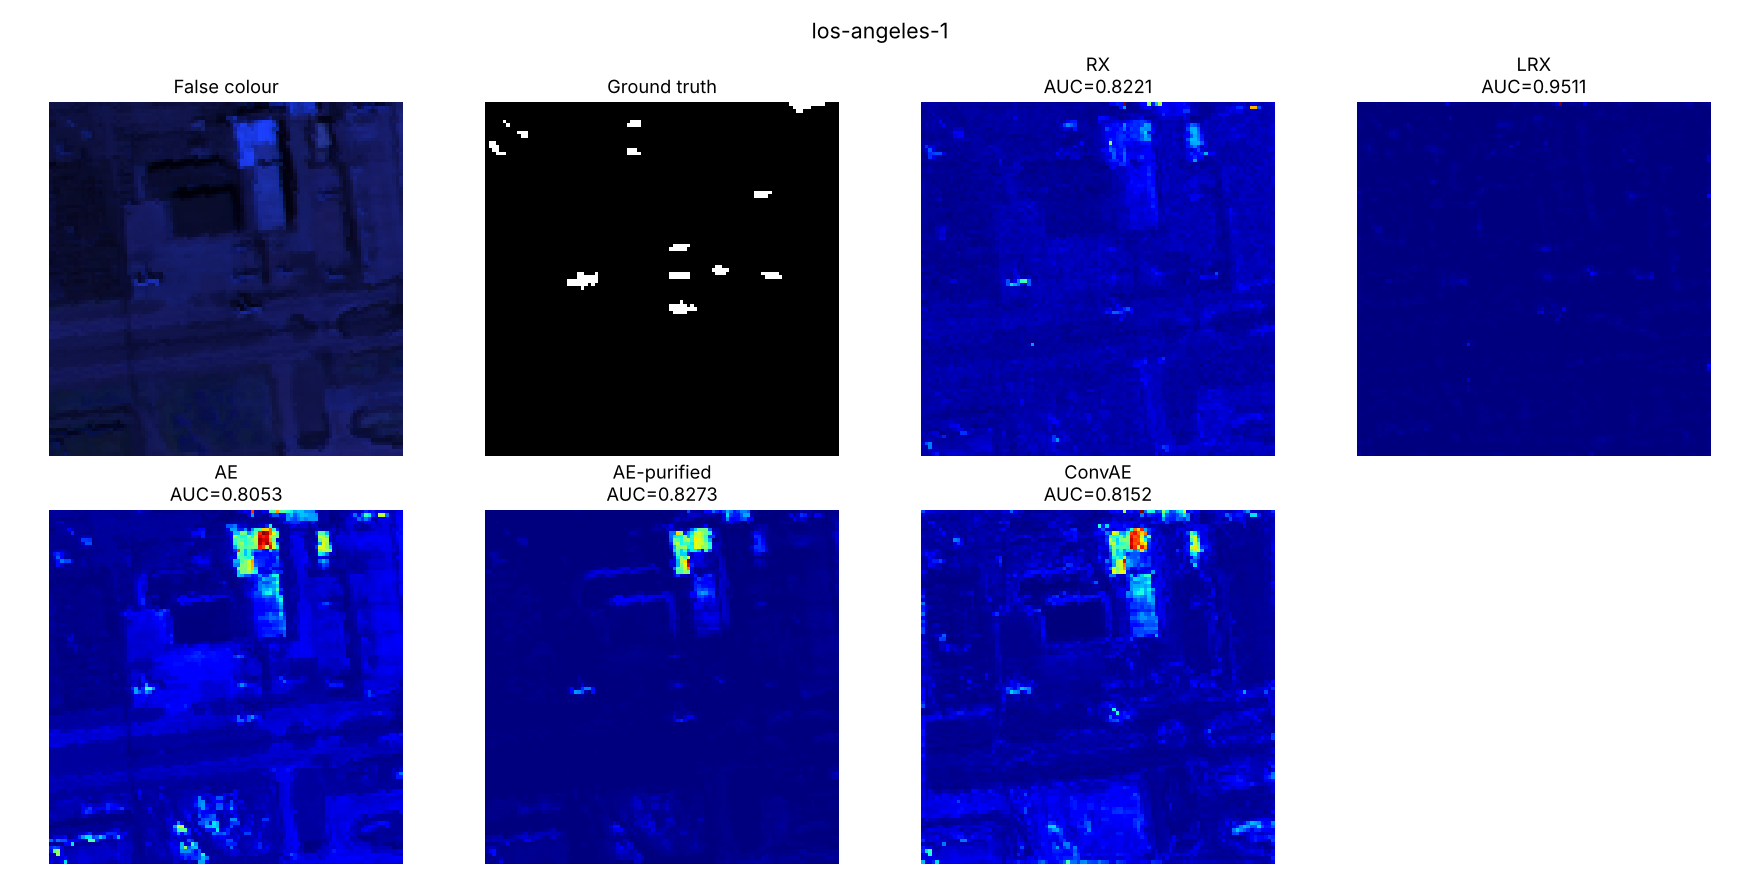 los-angeles-1
False colour
Ground truth
RX
AUC=0.8221
LRX
AUC=0.9511
AE
AUC=0.8053
AE-purified
AUC=0.8273
ConvAE
AUC=0.8152